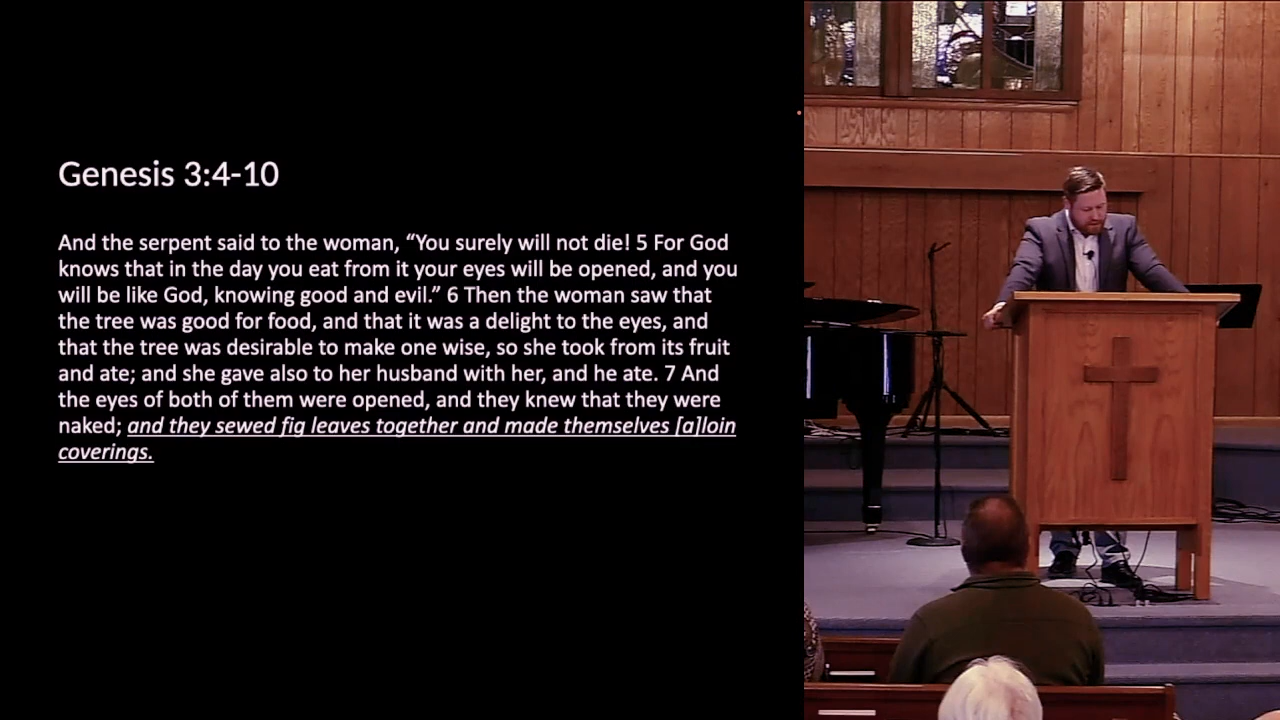 Genesis 3:4-10
And the serpent said to the woman, “You surely will not die! 5 For God
knows that in the day you eat from it your eyes will be opened, and you
will be like God, knowing good and evil.” 6 Then the woman saw that
the tree was good for food, and that it was a delight to the eyes, and
that the tree was desirable to make one wise, so she took from its fruit
and ate; and she gave also to her husband with her, and he ate. 7 And
the eyes of both of them were opened, and they knew that they were
naked; and they sewed fig leaves together and made themselves [a]loin
coverings.